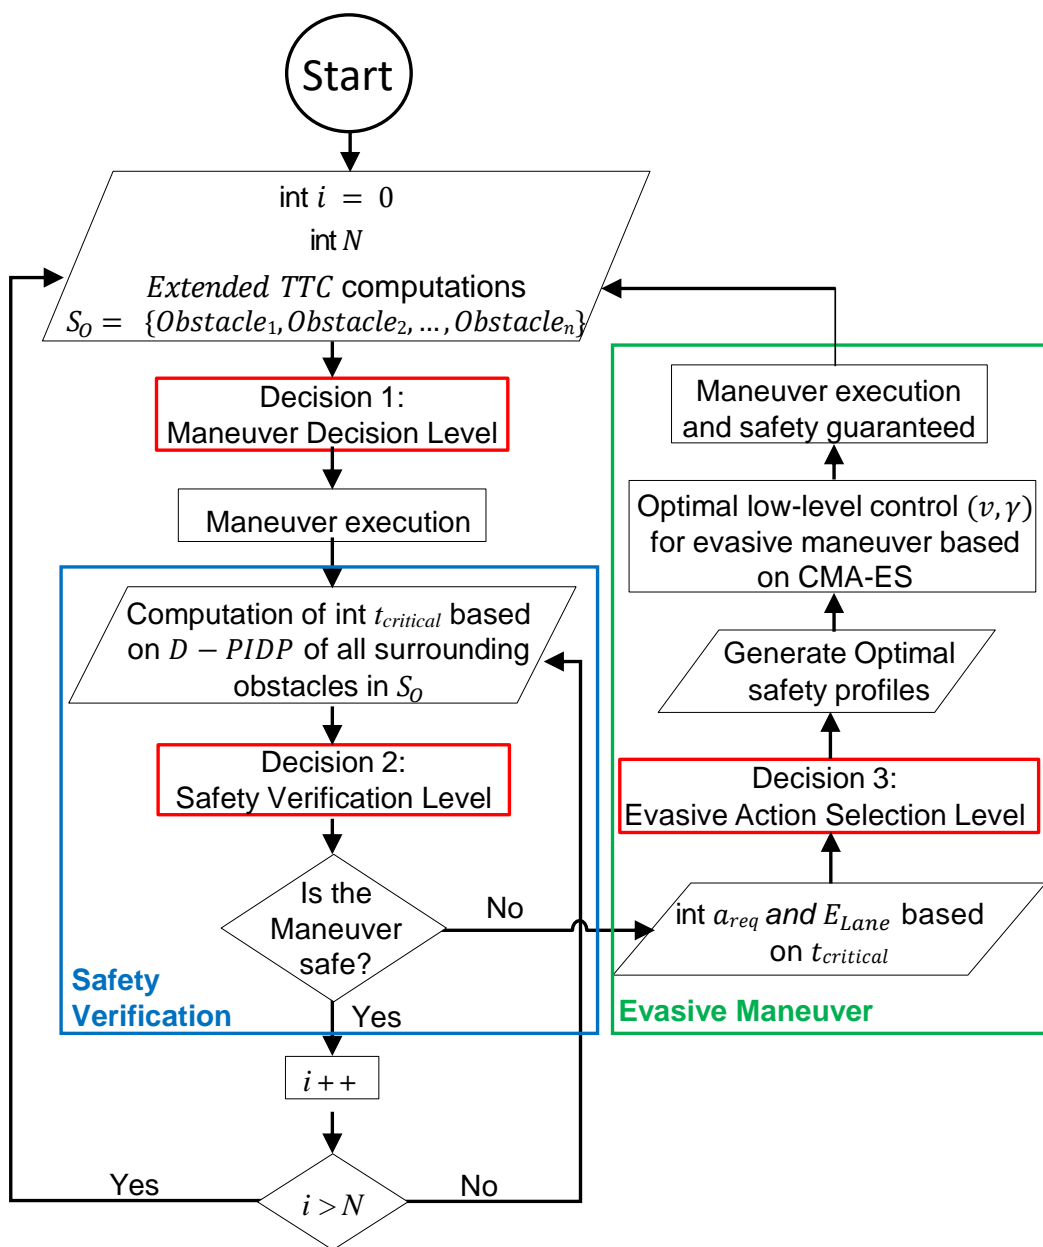 Start
int i = 0
int N
Extended TTC computations
S_O = {Obstacle₁, Obstacle₂, …, Obstacleₙ}
Decision 1:
Maneuver Decision Level
Maneuver execution
Computation of int t_critical based
on D − PIDP of all surrounding
obstacles in S_O
Decision 2:
Safety Verification Level
Is the
Maneuver
safe?
No
Yes
Safety
Verification
i++
i > N
Yes
No
Maneuver execution
and safety guaranteed
Optimal low-level control (v, γ)
for evasive maneuver based
on CMA-ES
Generate Optimal
safety profiles
Decision 3:
Evasive Action Selection Level
int a_req and E_Lane based
on t_critical
Evasive Maneuver